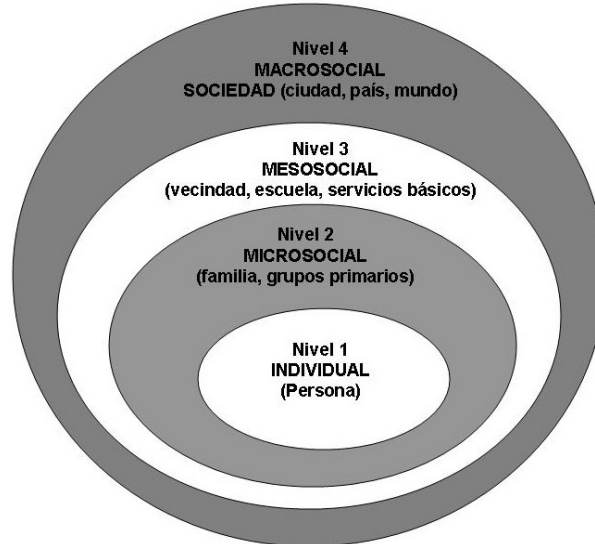 Nivel 4
MACROSOCIAL
SOCIEDAD (ciudad, país, mundo)
Nivel 3
MESOSOCIAL
(vecindad, escuela, servicios básicos)
Nivel 2
MICROSOCIAL
(familia, grupos primarios)
Nivel 1
INDIVIDUAL
(Persona)